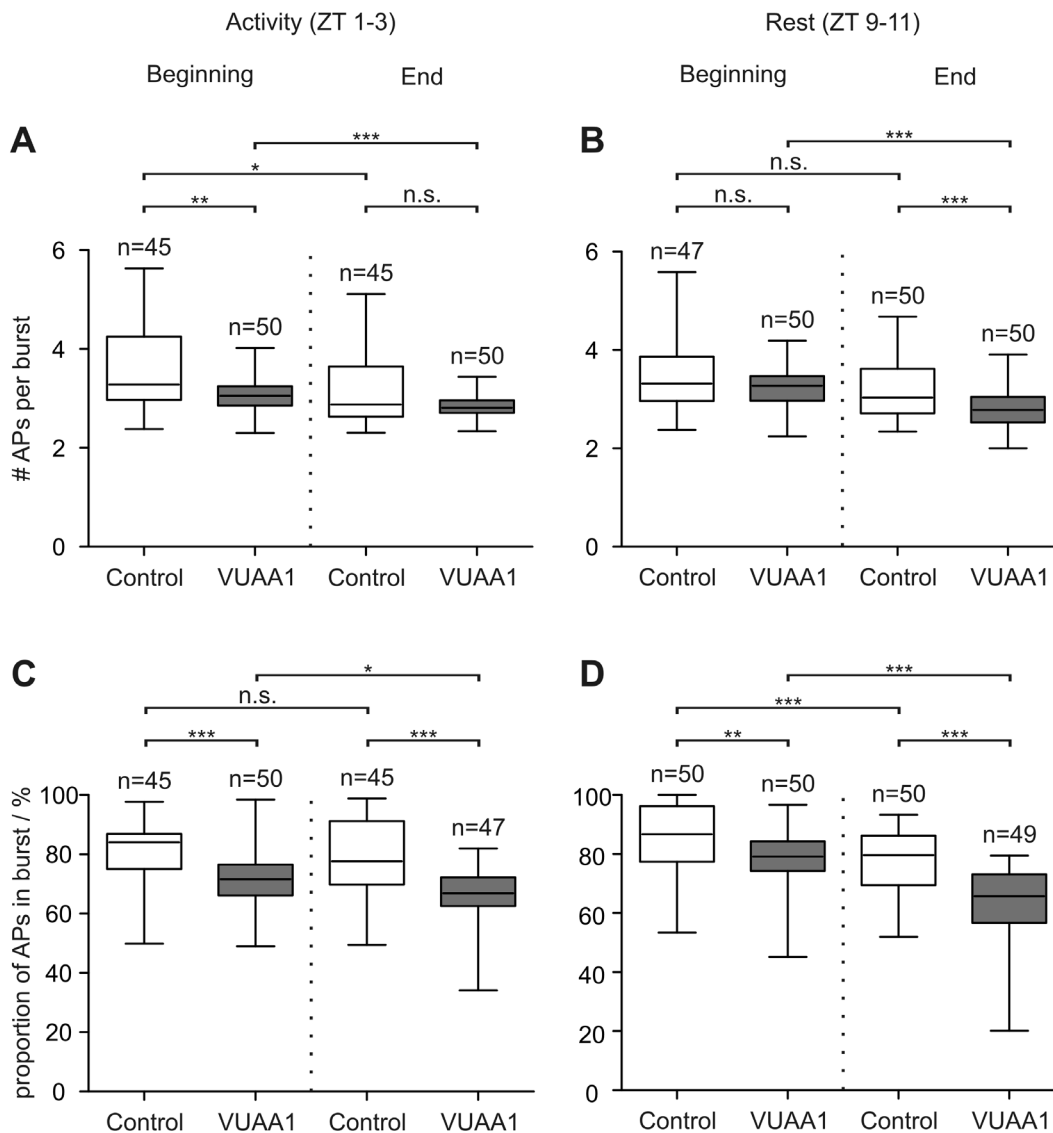 Activity (ZT 1-3) Rest (ZT 9-11)
Beginning End Beginning End
A *** B ***
* n.s.
** n.s. n.s. ***
6 n=45 n=45 6 n=47 n=50
n=50 n=50 n=50 n=50
4 4
2 2
0 0
# APs per burst
Control VUAA1 Control VUAA1 Control VUAA1 Control VUAA1
C * D ***
n.s. ***
*** *** ** ***
n=45 n=50 n=45 n=47 n=50 n=50 n=50 n=49
100 100
80 80
60 60
40 40
20 20
0 0
proportion of APs in burst / %
Control VUAA1 Control VUAA1 Control VUAA1 Control VUAA1